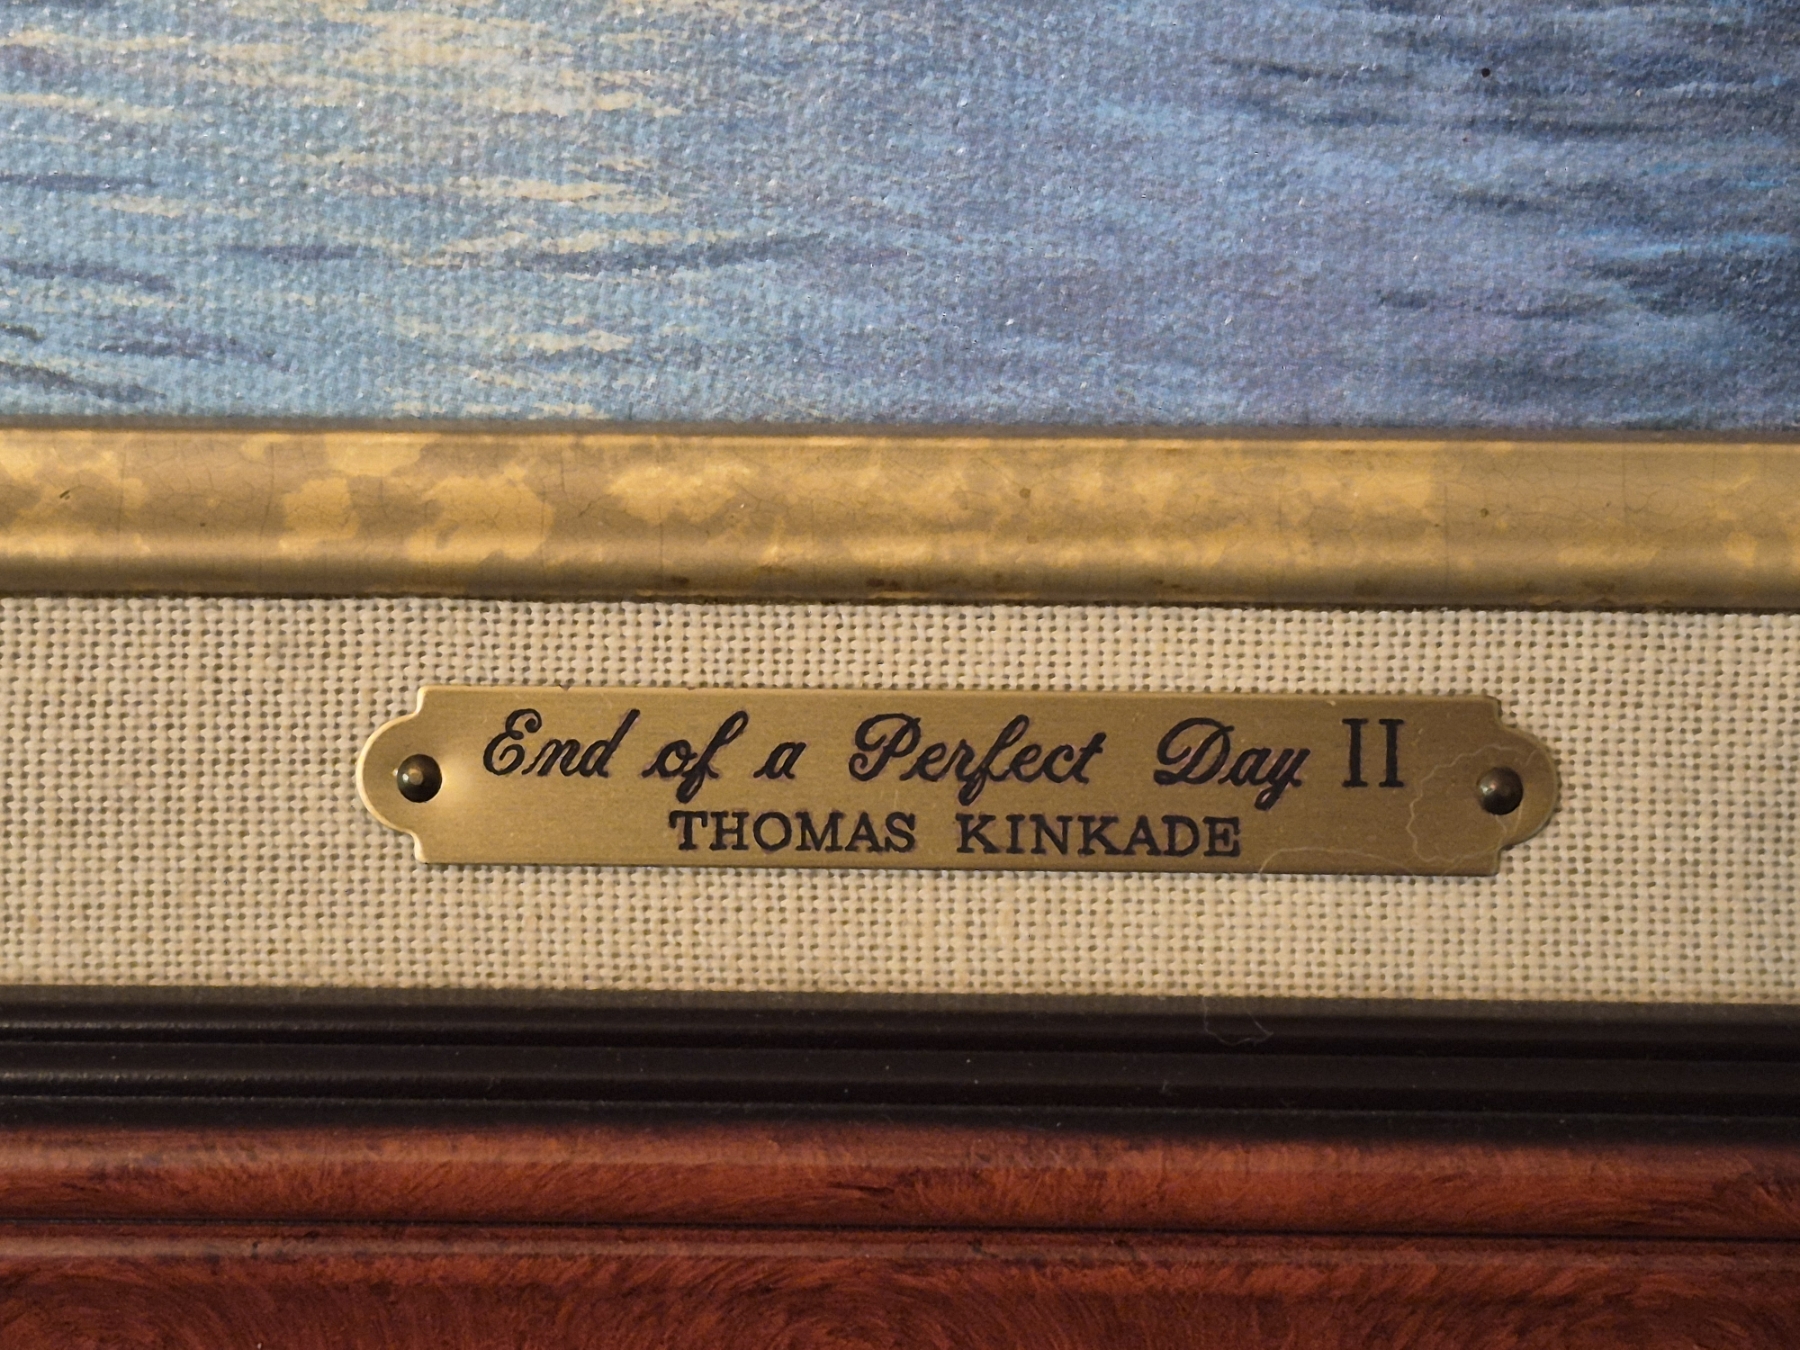 End of a Perfect Day II
THOMAS KINKADE